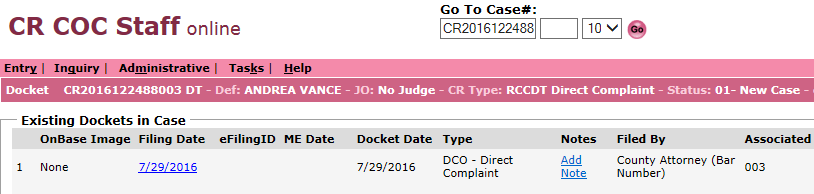 Go To Case#:
CR COC Staff online
CR2016122488 10 Go
Entry | Inquiry | Administrative | Tasks | Help
Docket CR2016122488003 DT - Def: ANDREA VANCE - JO: No Judge - CR Type: RCCDT Direct Complaint - Status: 01- New Case -
Existing Dockets in Case
OnBase Image Filing Date eFilingID ME Date Docket Date Type Notes Filed By Associated
1 None 7/29/2016 7/29/2016 DCO - Direct Add County Attorney (Bar 003
Complaint Note Number)